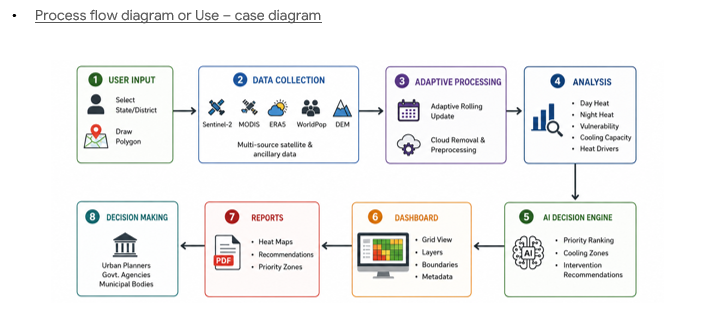 • Process flow diagram or Use – case diagram
1 USER INPUT
Select
State/District
Draw
Polygon
2 DATA COLLECTION
Sentinel-2 MODIS ERA5 WorldPop DEM
Multi-source satellite &
ancillary data
3 ADAPTIVE PROCESSING
Adaptive Rolling
Update
Cloud Removal &
Preprocessing
4 ANALYSIS
• Day Heat
• Night Heat
• Vulnerability
• Cooling Capacity
• Heat Drivers
5 AI DECISION ENGINE
AI
• Priority Ranking
• Cooling Zones
• Intervention
Recommendations
6 DASHBOARD
• Grid View
• Layers
• Boundaries
• Metadata
7 REPORTS
PDF
• Heat Maps
• Recommendations
• Priority Zones
8 DECISION MAKING
Urban Planners
Govt. Agencies
Municipal Bodies